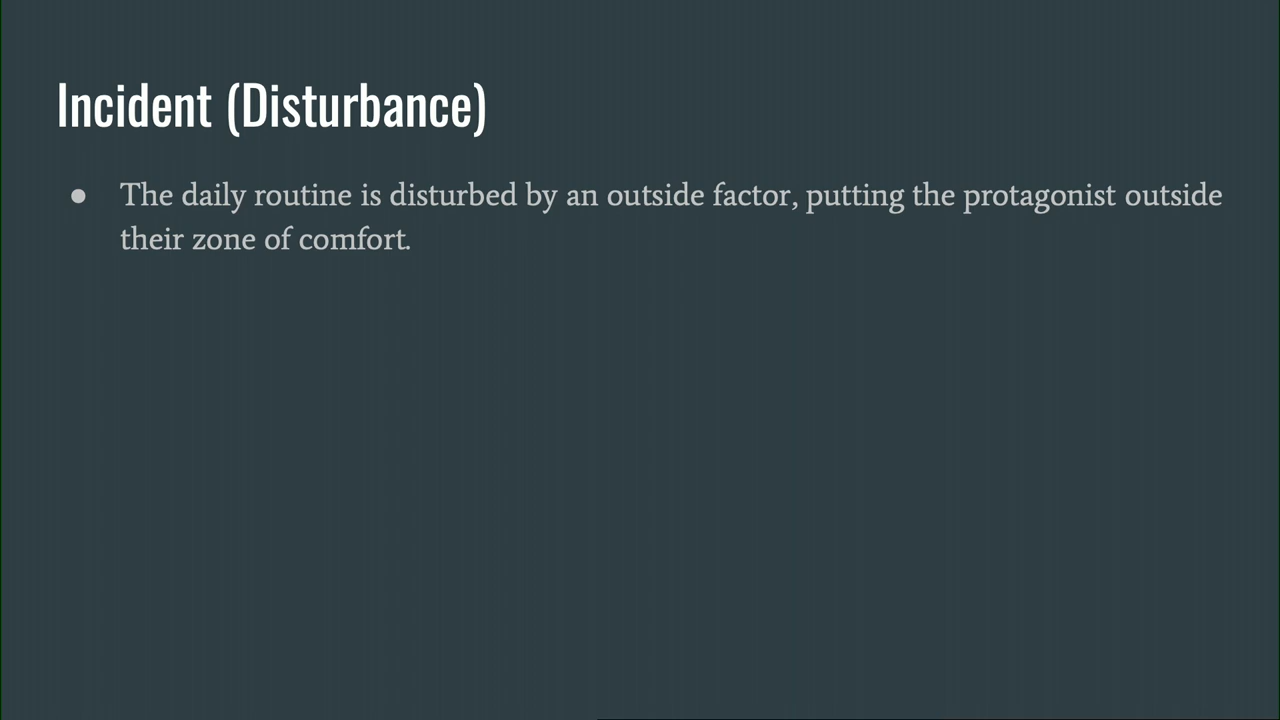 Incident (Disturbance)
● The daily routine is disturbed by an outside factor, putting the protagonist outside
their zone of comfort.